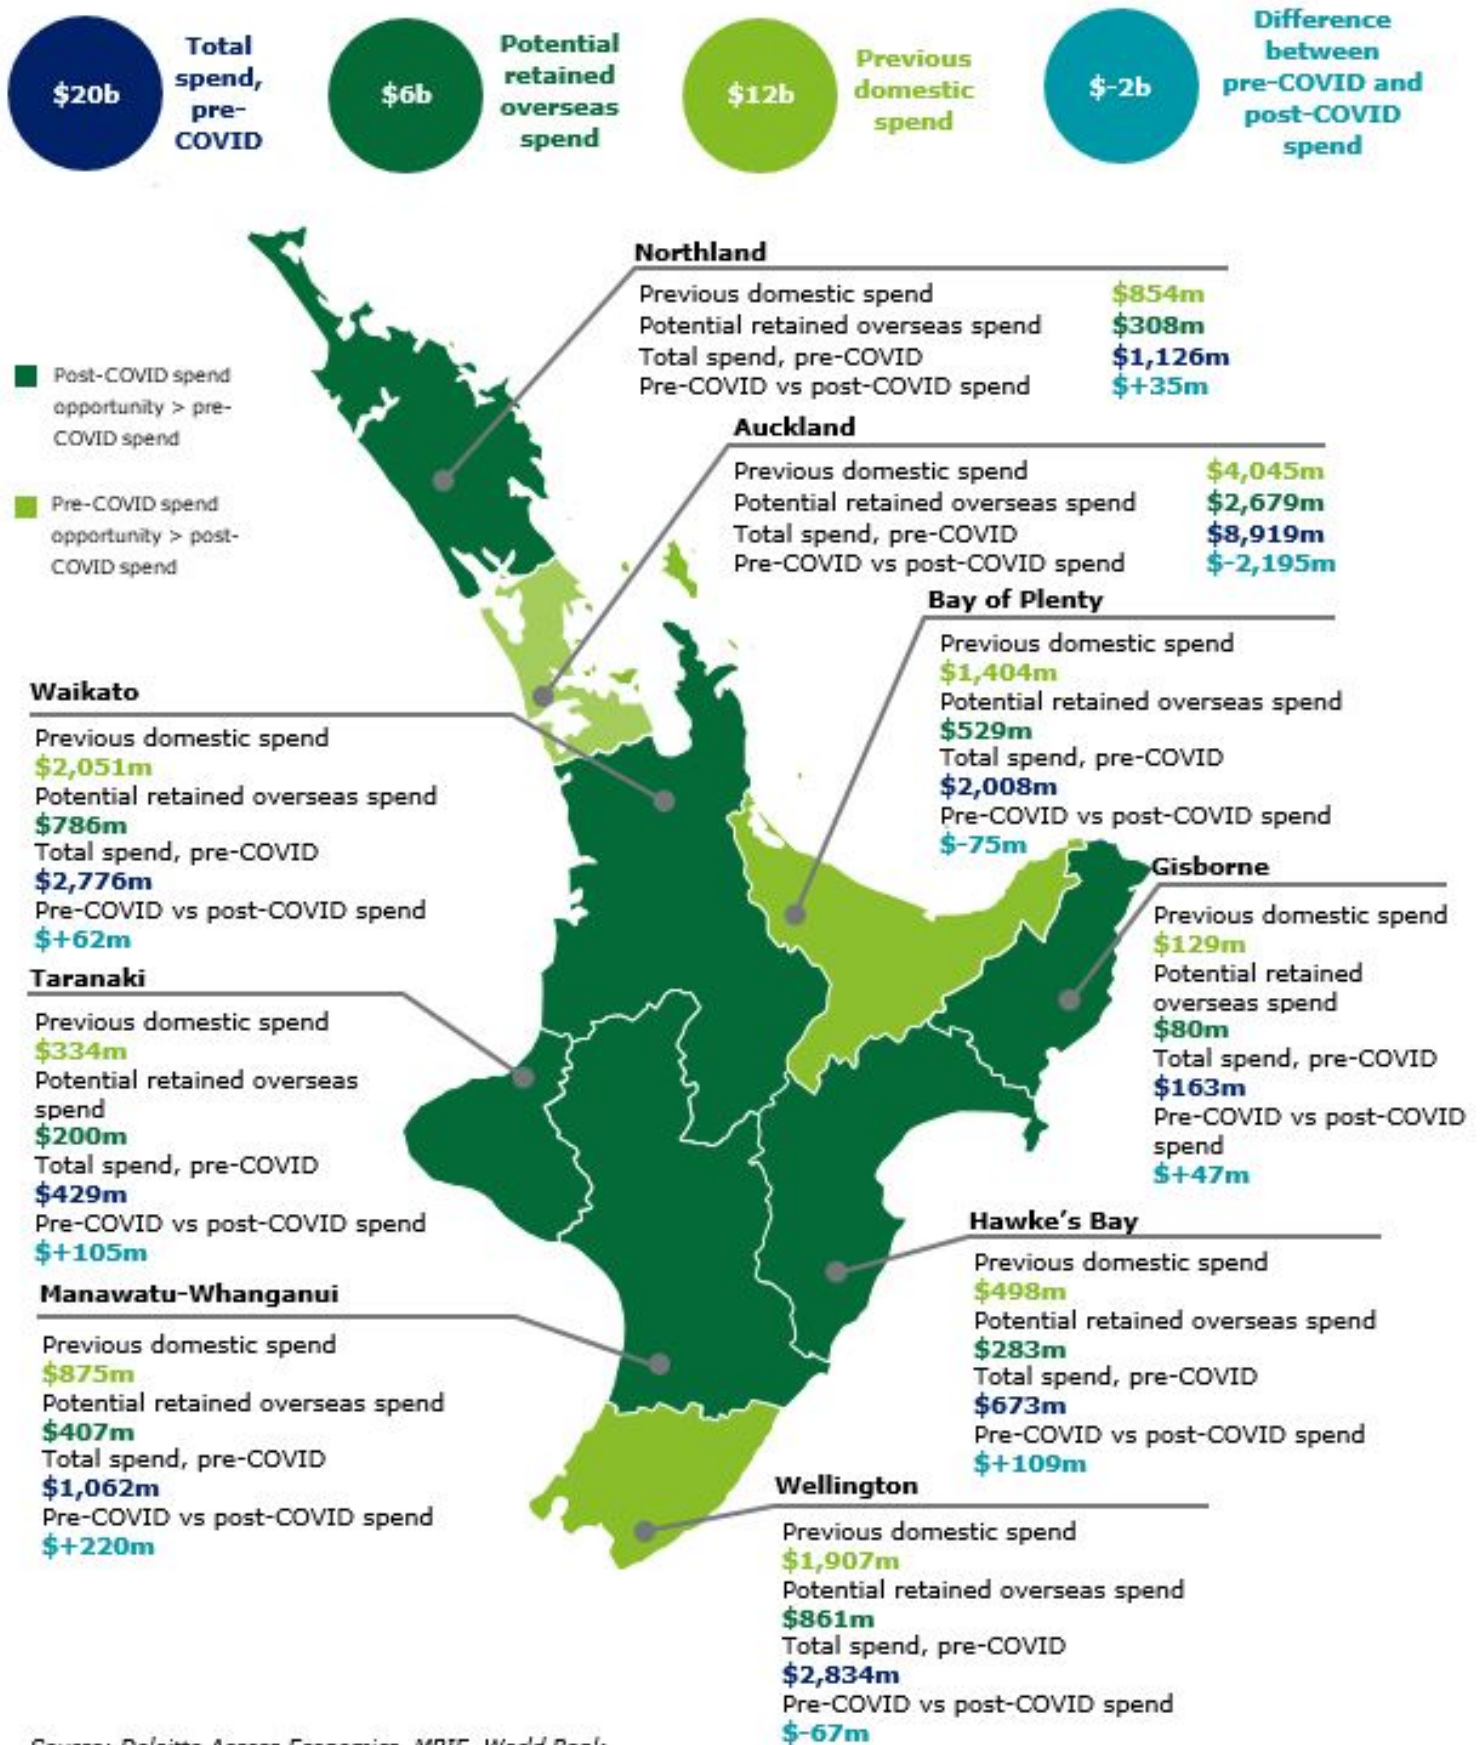 $20b
Total
spend,
pre-
COVID
$6b
Potential
retained
overseas
spend
$12b
Previous
domestic
spend
$-2b
Difference
between
pre-COVID and
post-COVID
spend
Northland
Previous domestic spend $854m
Potential retained overseas spend $308m
Total spend, pre-COVID $1,126m
Pre-COVID vs post-COVID spend $+35m
Post-COVID spend
opportunity > pre-
COVID spend
Pre-COVID spend
opportunity > post-
COVID spend
Auckland
Previous domestic spend $4,045m
Potential retained overseas spend $2,679m
Total spend, pre-COVID $8,919m
Pre-COVID vs post-COVID spend $-2,195m
Bay of Plenty
Previous domestic spend
$1,404m
Potential retained overseas spend
$529m
Total spend, pre-COVID
$2,008m
Pre-COVID vs post-COVID spend
$-75m
Waikato
Previous domestic spend
$2,051m
Potential retained overseas spend
$786m
Total spend, pre-COVID
$2,776m
Pre-COVID vs post-COVID spend
$+62m
Gisborne
Previous domestic spend
$129m
Potential retained
overseas spend
$80m
Total spend, pre-COVID
$163m
Pre-COVID vs post-COVID
spend
$+47m
Taranaki
Previous domestic spend
$334m
Potential retained overseas
spend
$200m
Total spend, pre-COVID
$429m
Pre-COVID vs post-COVID spend
$+105m
Hawke's Bay
Previous domestic spend
$498m
Potential retained overseas spend
$283m
Total spend, pre-COVID
$673m
Pre-COVID vs post-COVID spend
$+109m
Manawatu-Whanganui
Previous domestic spend
$875m
Potential retained overseas spend
$407m
Total spend, pre-COVID
$1,062m
Pre-COVID vs post-COVID spend
$+220m
Wellington
Previous domestic spend
$1,907m
Potential retained overseas spend
$861m
Total spend, pre-COVID
$2,834m
Pre-COVID vs post-COVID spend
$-67m
Source: Deloitte Access Economics, MBIE, World Bank